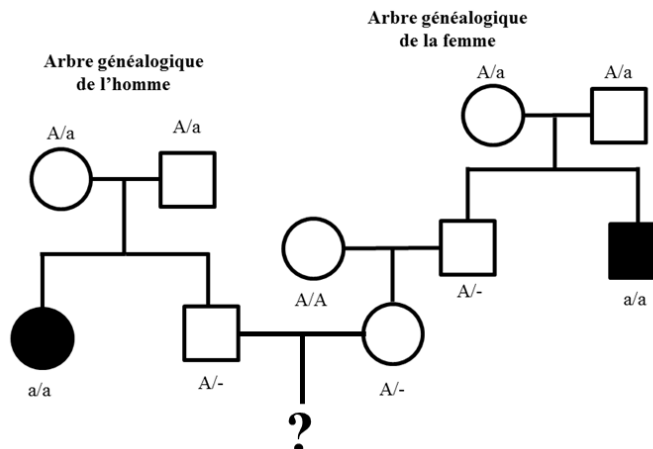 Arbre généalogique
de la femme
Arbre généalogique
de l’homme
A/a
A/a
A/a
A/a
A/A
A/-
a/a
a/a
A/-
A/-
?